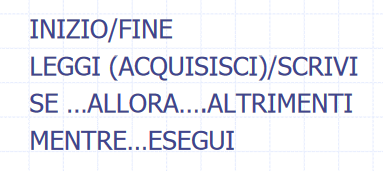 INIZIO/FINE
LEGGI (ACQUISISCI)/SCRIVI
SE ...ALLORA....ALTRIMENTI
MENTRE...ESEGUI